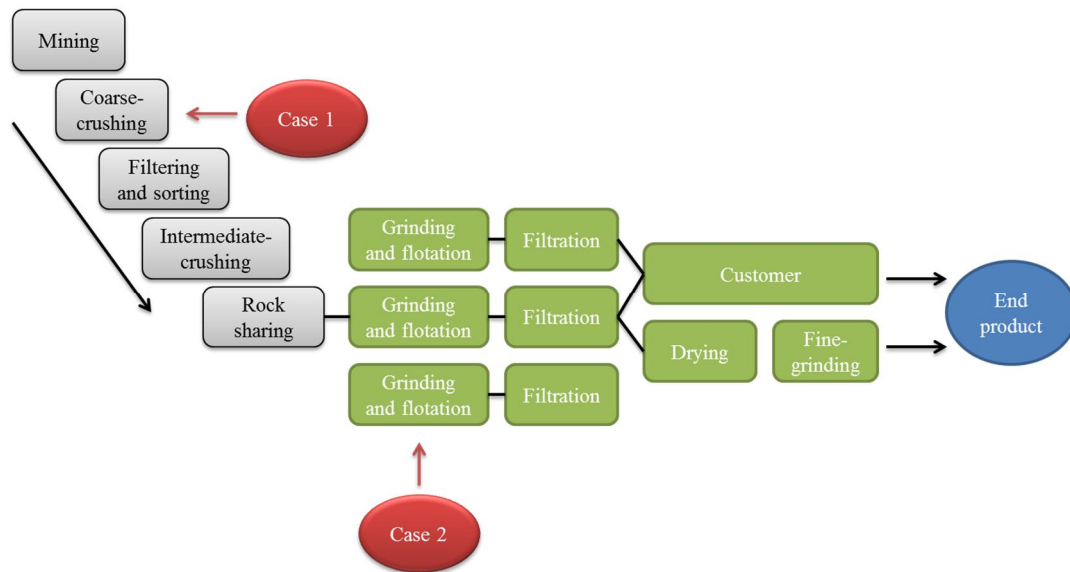 Mining
Coarse-
crushing
Case 1
Filtering
and sorting
Intermediate-
crushing
Rock
sharing
Grinding
and flotation
Filtration
Grinding
and flotation
Filtration
Grinding
and flotation
Filtration
Customer
Drying
Fine-
grinding
End
product
Case 2